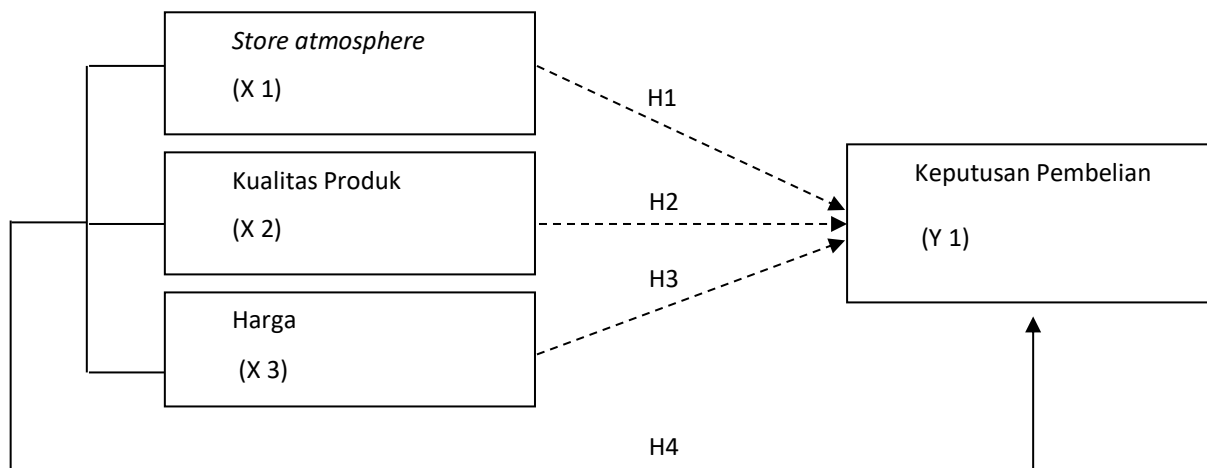 Store atmosphere
(X 1)
H1
Kualitas Produk
(X 2)
H2
Keputusan Pembelian
(Y 1)
H3
Harga
(X 3)
H4